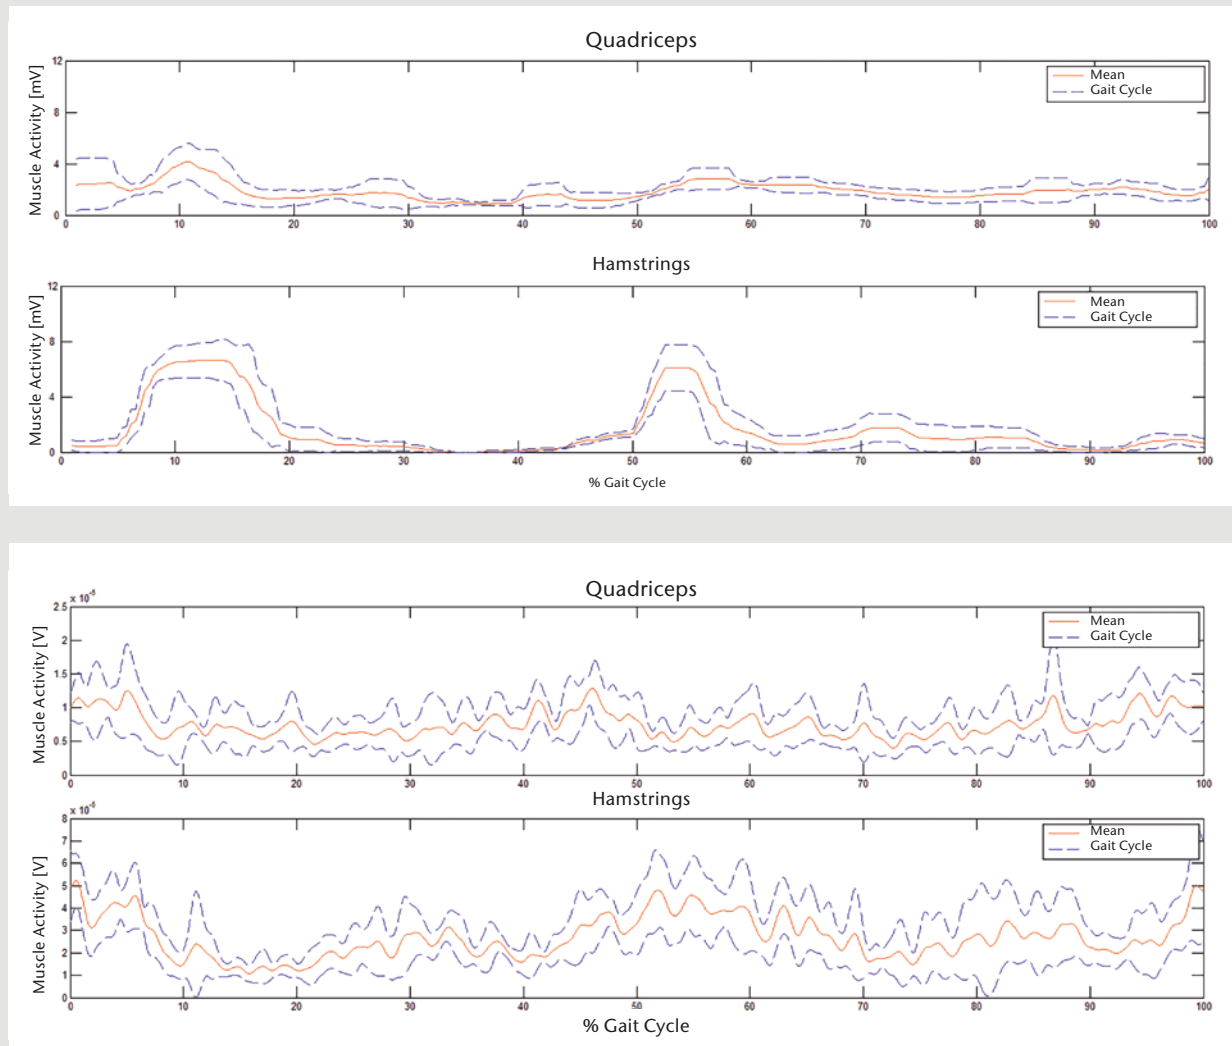 Quadriceps
Muscle Activity [mV]
12
8
4
0
Mean
Gait Cycle
0 10 20 30 40 50 60 70 80 90 100
Hamstrings
Muscle Activity [mV]
12
8
4
0
Mean
Gait Cycle
0 10 20 30 40 50 60 70 80 90 100
% Gait Cycle
Quadriceps
x 10⁻⁵
Muscle Activity [V]
2.5
2
1.5
1
0.5
0
Mean
Gait Cycle
0 10 20 30 40 50 60 70 80 90 100
Hamstrings
x 10⁻⁵
Muscle Activity [V]
8
7
6
5
4
3
2
1
0
Mean
Gait Cycle
0 10 20 30 40 50 60 70 80 90 100
% Gait Cycle